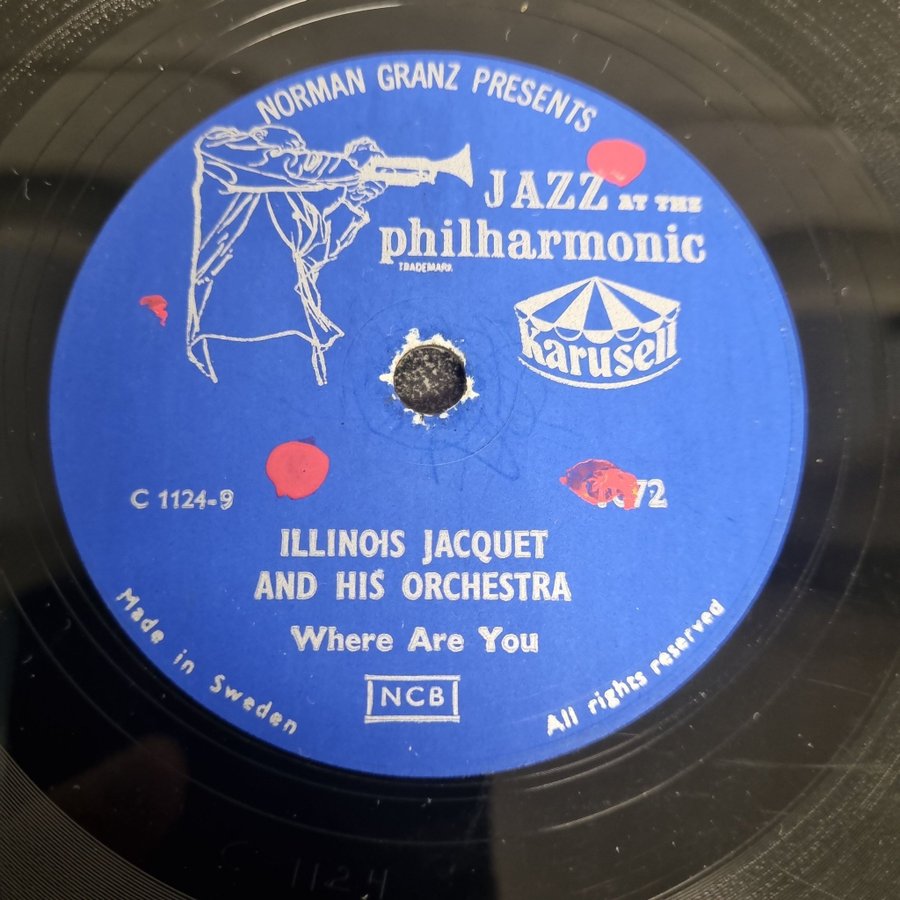 NORMAN GRANZ PRESENTS
JAZZ AT THE
philharmonic
TRADEMARK
Karusell
C 1124-9
ILLINOIS JACQUET
AND HIS ORCHESTRA
Where Are You
NCB
Made in Sweden
All rights reserved
C 1124